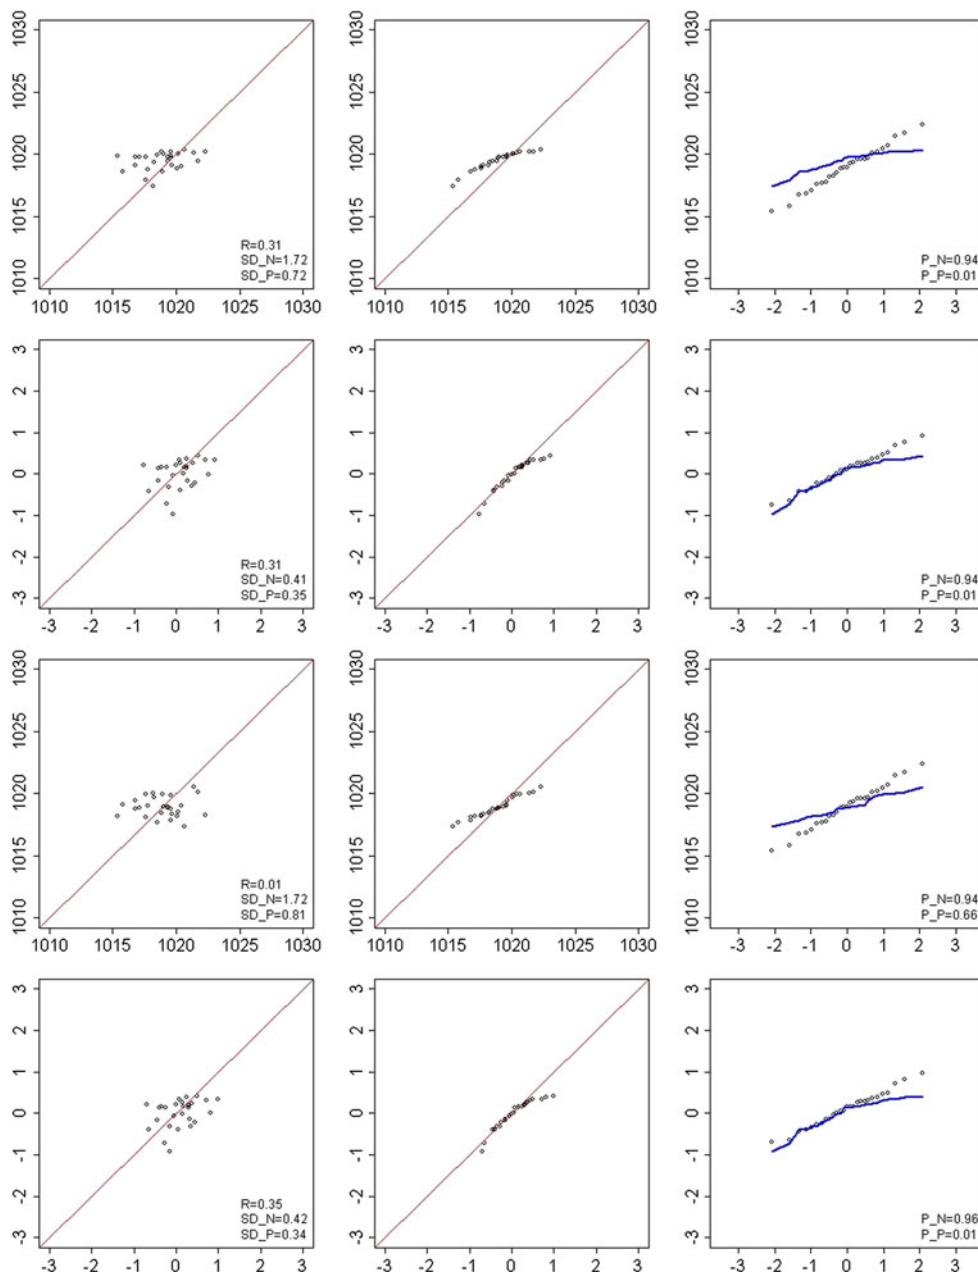 1030
1025
1020
1015
1010
R=0.31
SD_N=1.72
SD_P=0.72
1010 1015 1020 1030
1030
1025
1020
1015
1010
1010 1015 1020 1030
1030
1025
1020
1015
1010
P_N=0.94
P_P=0.01
-3 -2 -1 0 1 2 3
3
2
1
0
-1
-2
-3
R=0.31
SD_N=0.41
SD_P=0.35
-3 -2 -1 0 1 2 3
3
2
1
0
-1
-2
-3
-3 -2 -1 0 1 2 3
3
2
1
0
-1
-2
-3
P_N=0.94
P_P=0.01
-3 -2 -1 0 1 2 3
1030
1025
1020
1015
1010
R=0.01
SD_N=1.72
SD_P=0.81
1010 1015 1020 1030
1030
1025
1020
1015
1010
1010 1015 1020 1030
1030
1025
1020
1015
1010
P_N=0.94
P_P=0.66
-3 -2 -1 0 1 2 3
3
2
1
0
-1
-2
-3
R=0.35
SD_N=0.42
SD_P=0.34
-3 -2 -1 0 1 2 3
3
2
1
0
-1
-2
-3
-3 -2 -1 0 1 2 3
3
2
1
0
-1
-2
-3
P_N=0.96
P_P=0.01
-3 -2 -1 0 1 2 3